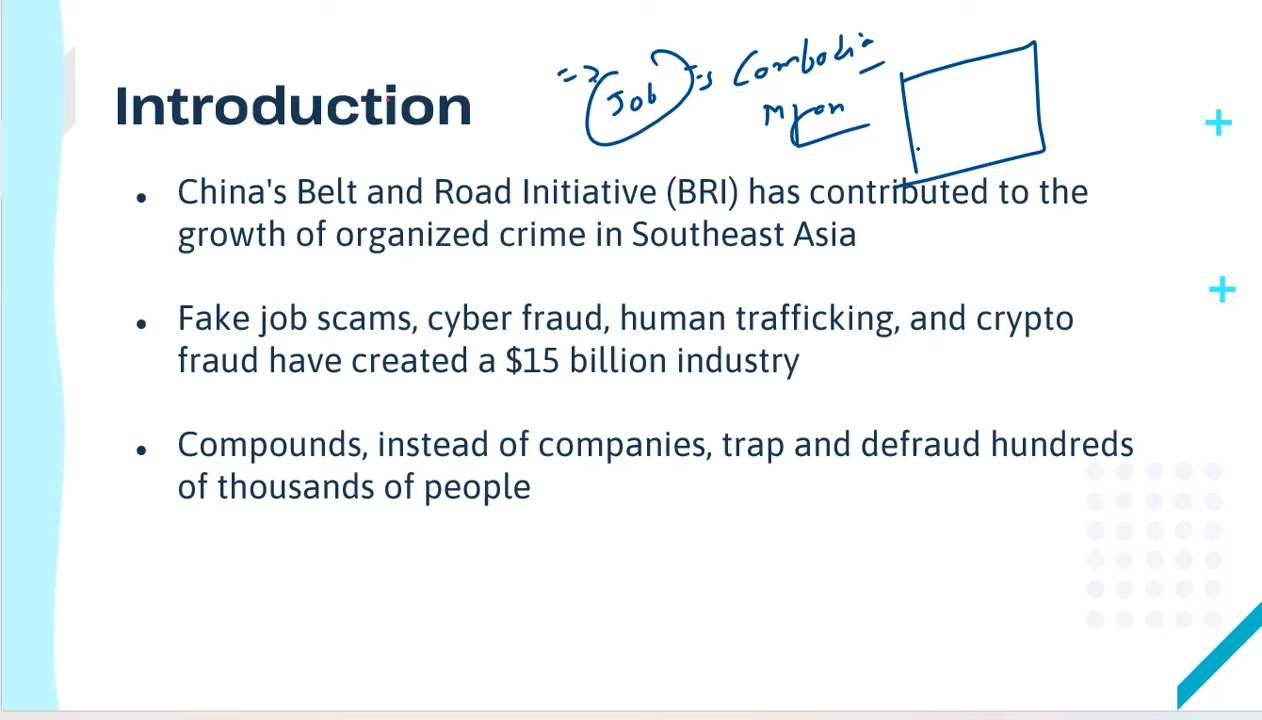 => Job => Combodia
Myan
Introduction
• China's Belt and Road Initiative (BRI) has contributed to the
growth of organized crime in Southeast Asia
• Fake job scams, cyber fraud, human trafficking, and crypto
fraud have created a $15 billion industry
• Compounds, instead of companies, trap and defraud hundreds
of thousands of people